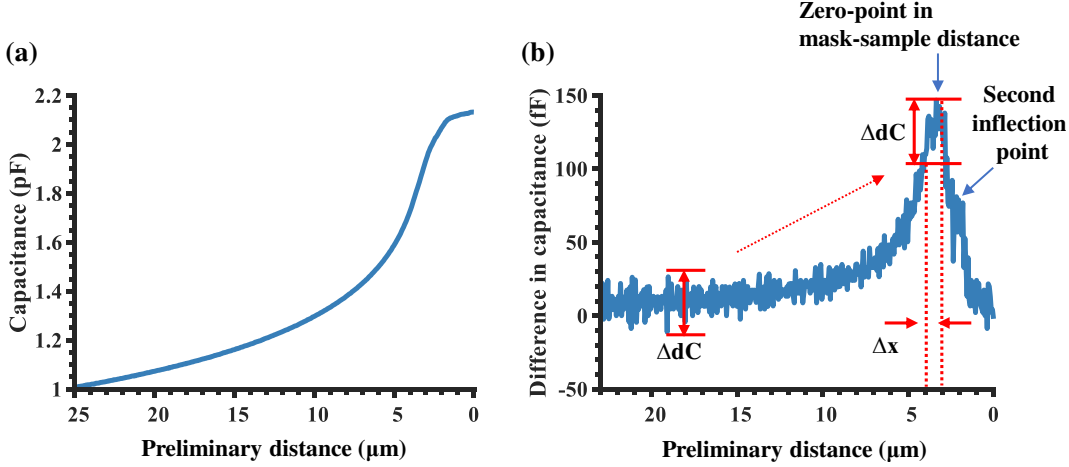 (a)
Capacitance (pF)
2.2
2
1.8
1.6
1.4
1.2
1
25
20
15
10
5
0
Preliminary distance (μm)
(b)
Zero-point in
mask-sample distance
Second
inflection
point
ΔdC
ΔdC
Δx
Difference in capacitance (fF)
150
100
50
0
-50
20
15
10
5
0
Preliminary distance (μm)